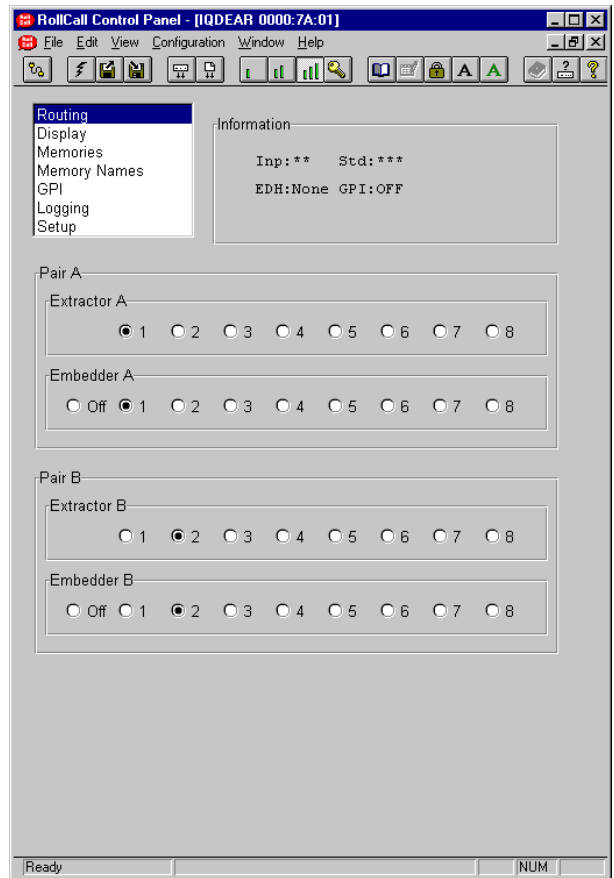 RollCall Control Panel - [IQDEAR 0000:7A:01]
File Edit View Configuration Window Help
A A ? ?
Routing
Display
Memories
Memory Names
GPI
Logging
Setup
Information
Inp:** Std:***
EDH:None GPI:OFF
Pair A
Extractor A
1 2 3 4 5 6 7 8
Embedder A
Off 1 2 3 4 5 6 7 8
Pair B
Extractor B
1 2 3 4 5 6 7 8
Embedder B
Off 1 2 3 4 5 6 7 8
Ready NUM